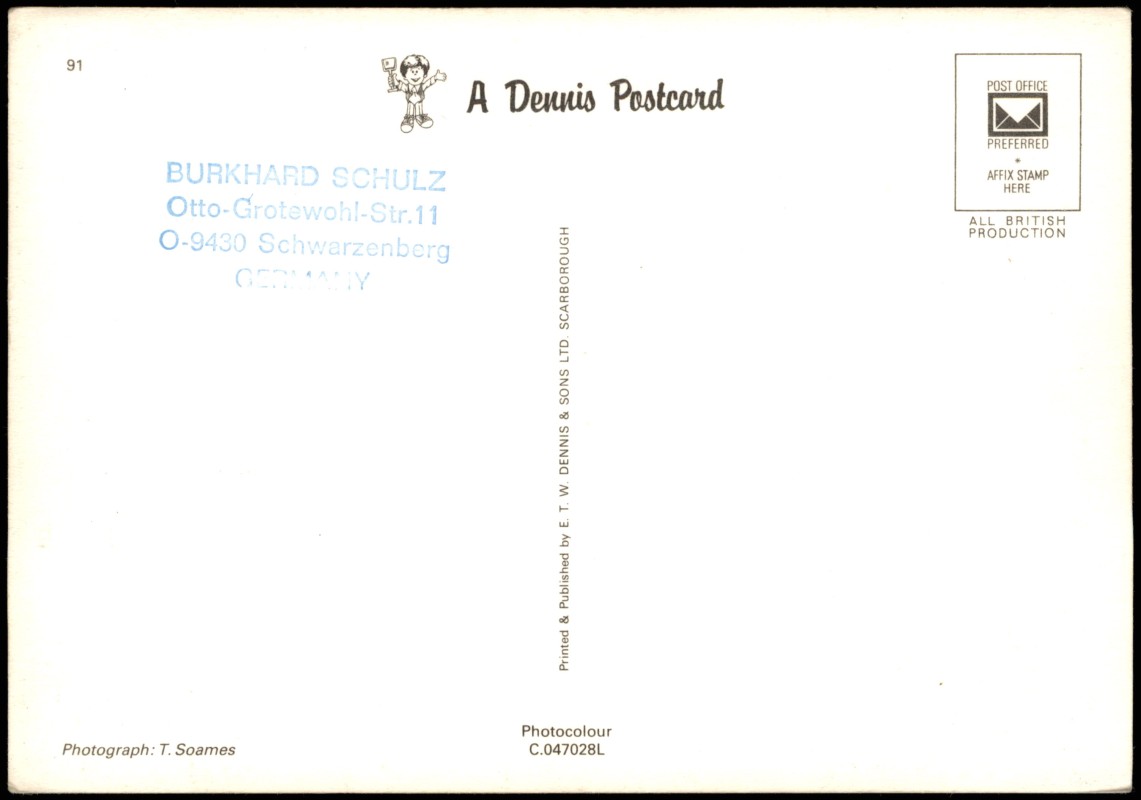 91
A Dennis Postcard
POST OFFICE
PREFERRED
*
AFFIX STAMP
HERE
ALL BRITISH
PRODUCTION
BURKHARD SCHULZ
Otto-Grotewohl-Str.11
O-9430 Schwarzenberg
GERMANY
Printed & Published by E. T. W. DENNIS & SONS LTD. SCARBOROUGH
Photograph: T. Soames
Photocolour
C.047028L